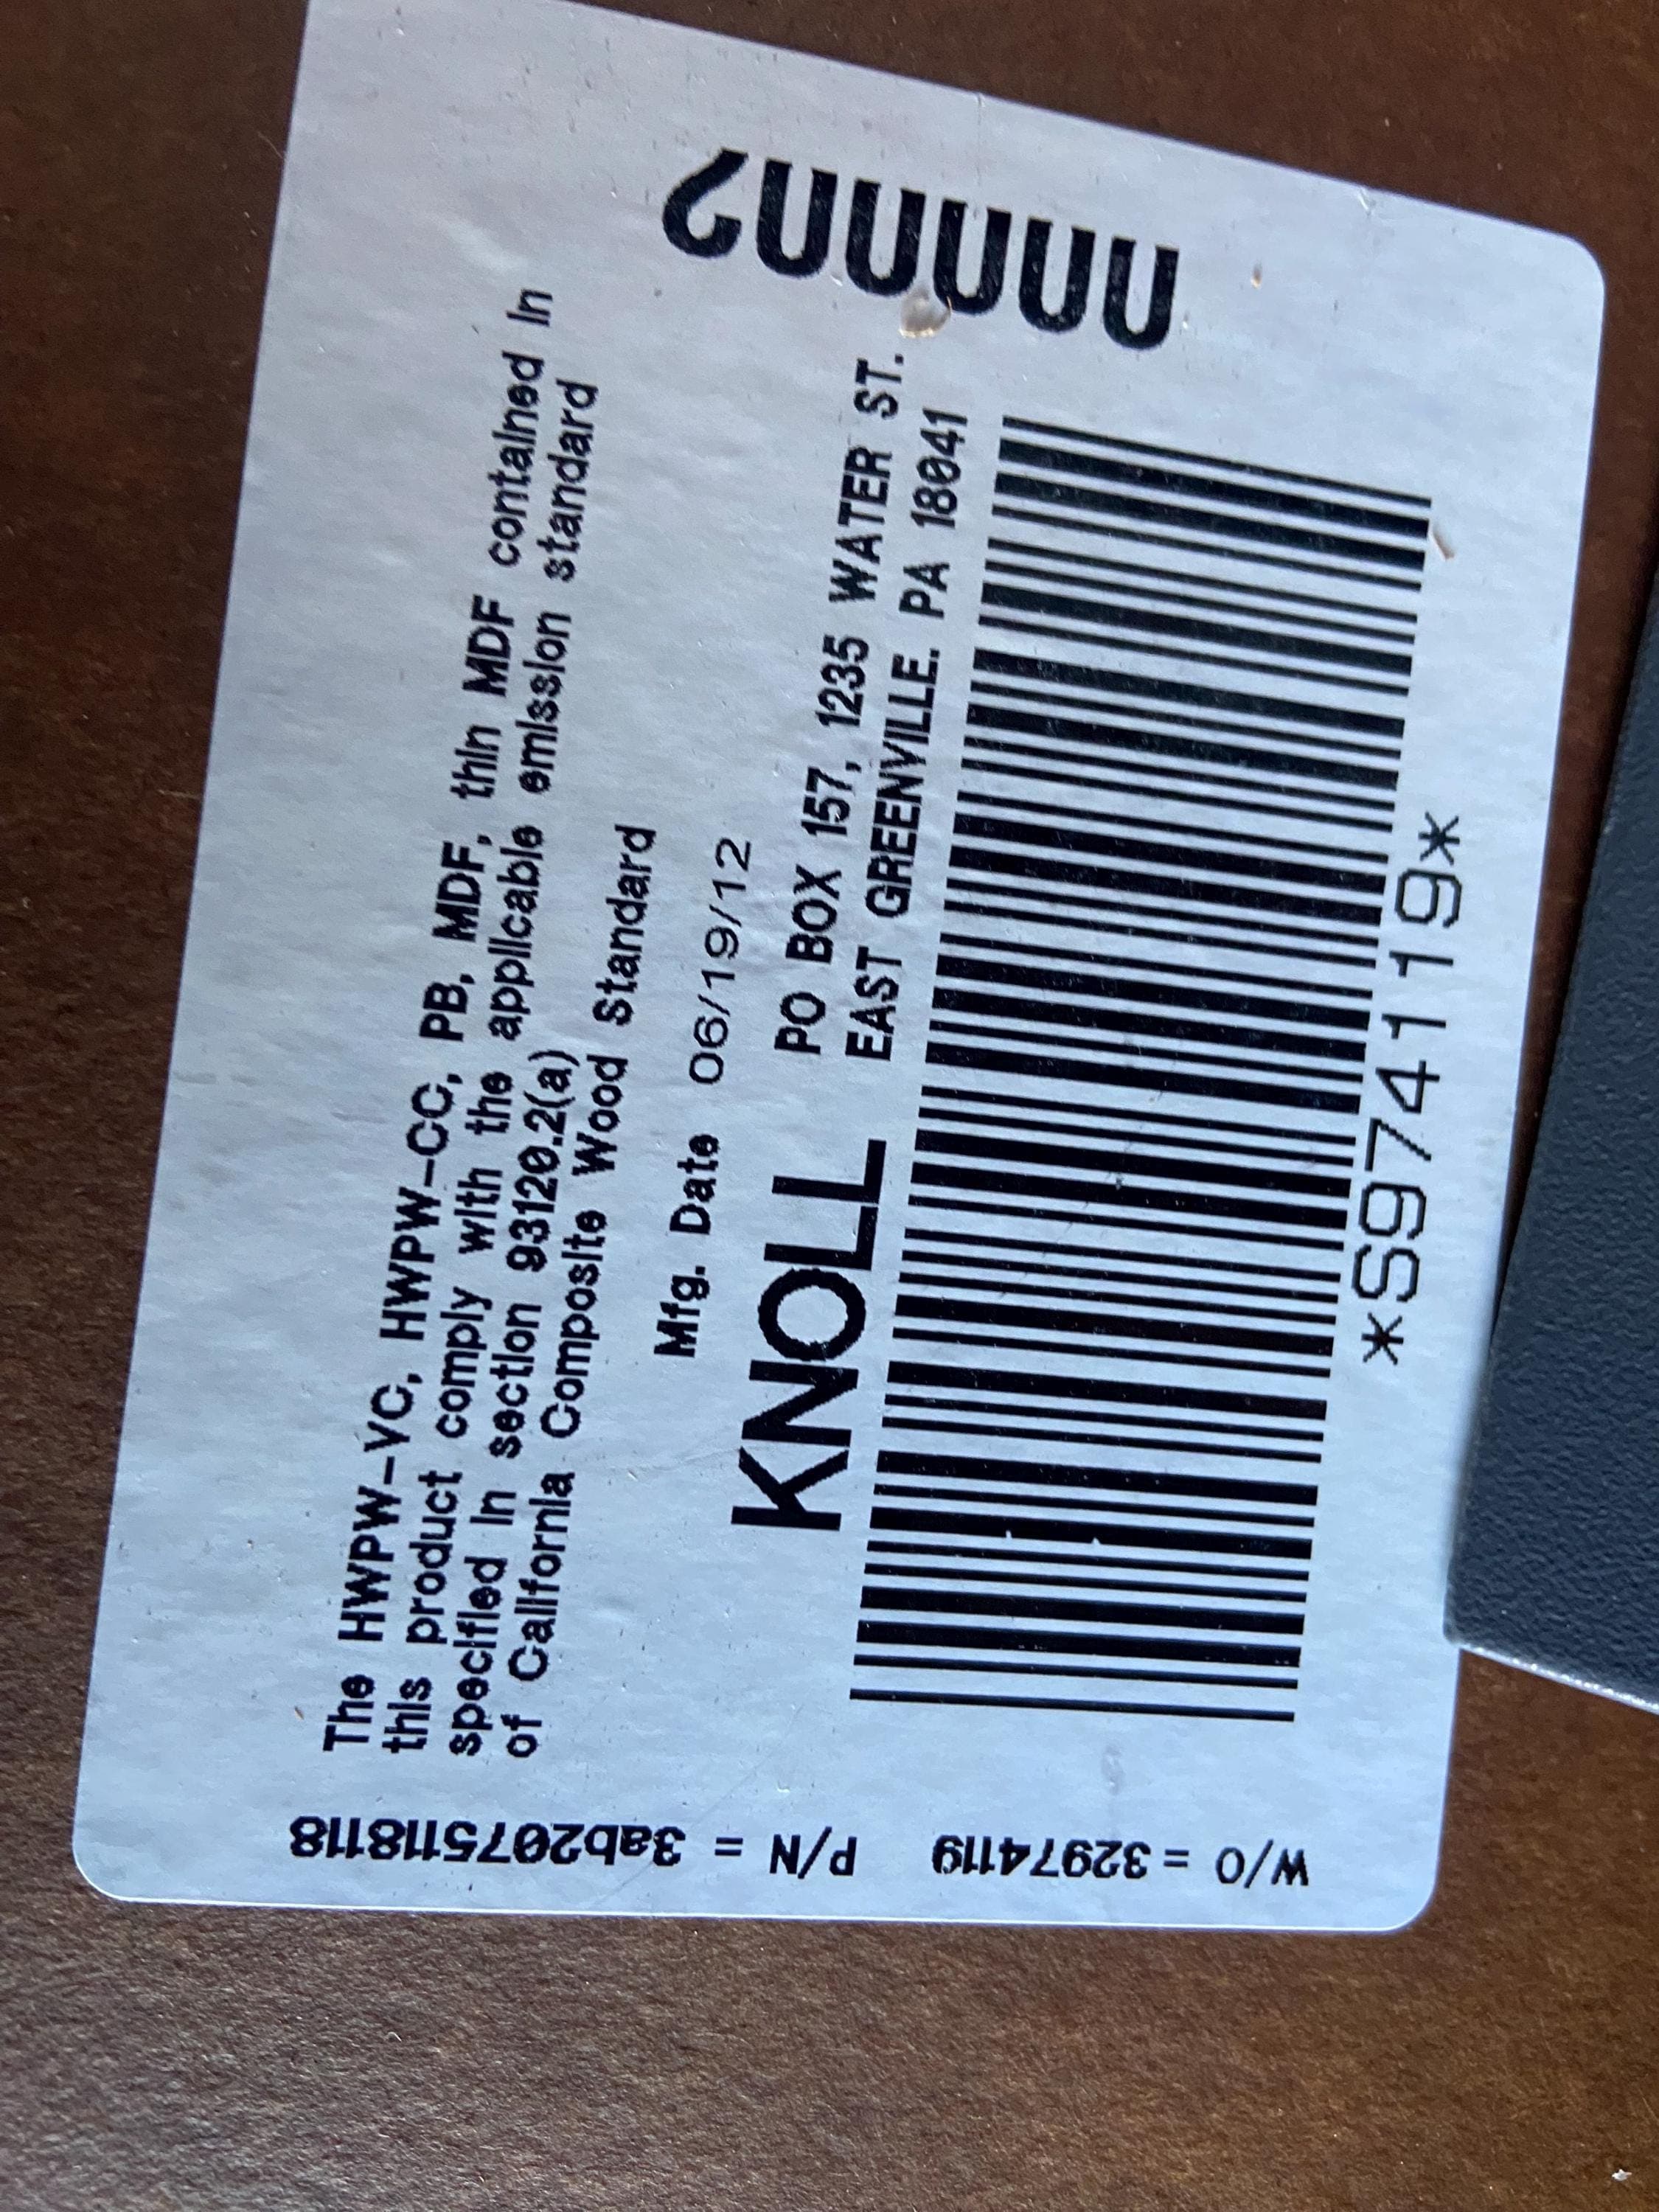 The HWPW-VC, HWPW-CC, PB, MDF, thin MDF contained in
this product comply with the applicable emission standard
specified in section 93120.2(a)
of California Composite Wood Standard
Mfg. Date 06/19/12
KNOLL
PO BOX 157, 1235 WATER ST.
EAST GREENVILLE. PA 18041
*S974119*
W/O = 32974119 P/N = 3ab2075118118